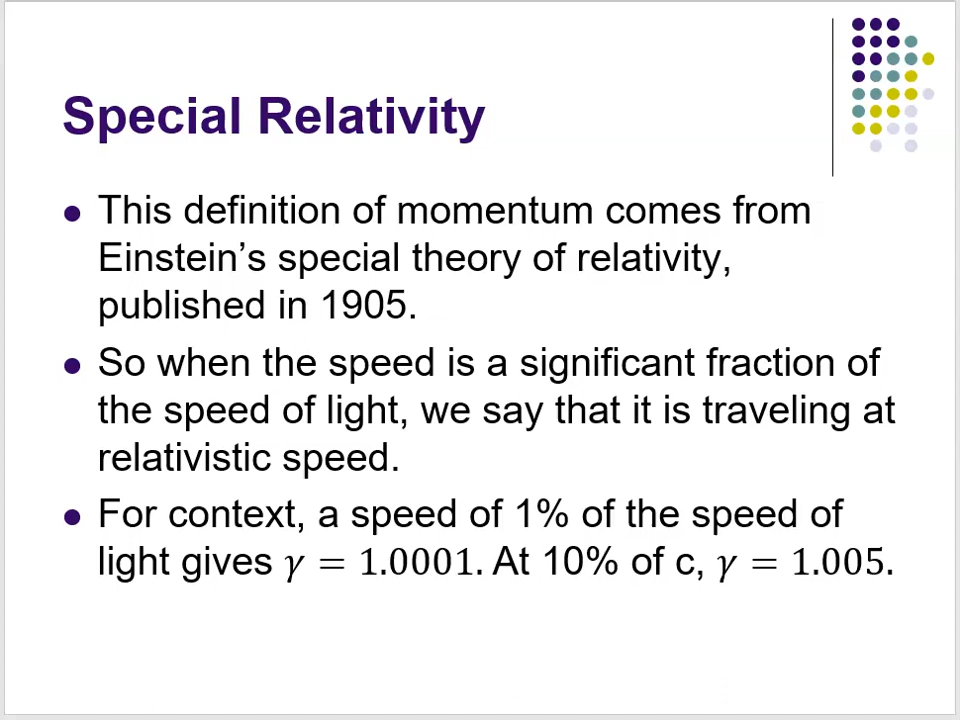 Special Relativity
● This definition of momentum comes from
Einstein’s special theory of relativity,
published in 1905.
● So when the speed is a significant fraction of
the speed of light, we say that it is traveling at
relativistic speed.
● For context, a speed of 1% of the speed of
light gives 𝛾 = 1.0001. At 10% of c, 𝛾 = 1.005.